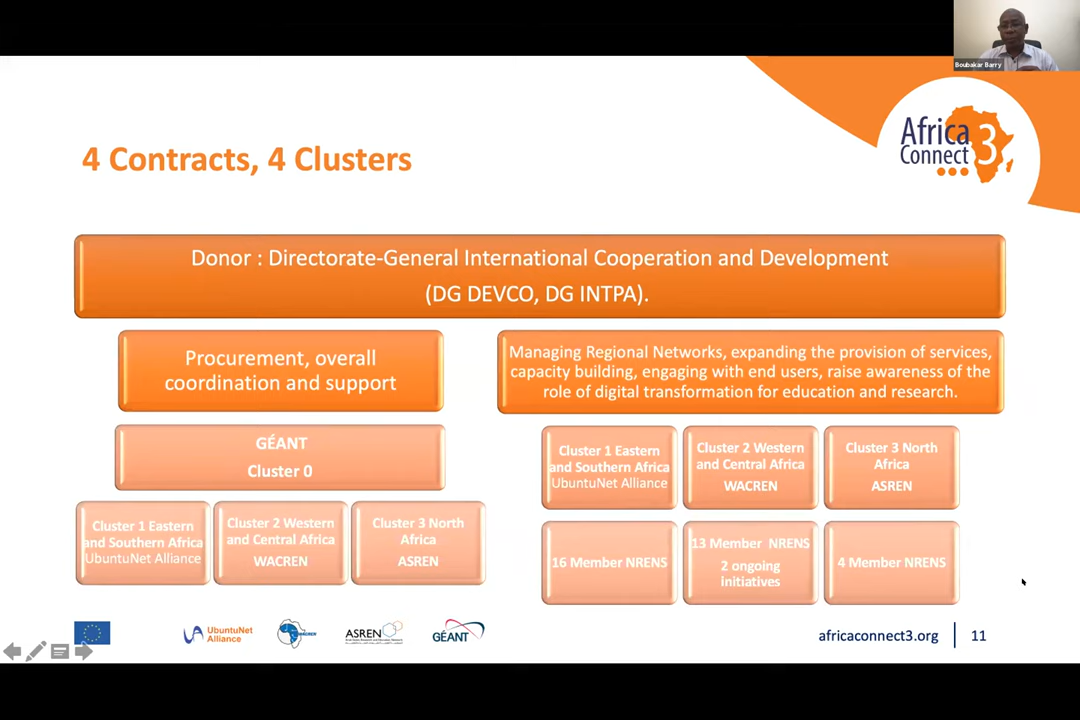 Boubakar Barry
Africa
Connect 3
4 Contracts, 4 Clusters
Donor : Directorate-General International Cooperation and Development
(DG DEVCO, DG INTPA).
Procurement, overall
coordination and support
Managing Regional Networks, expanding the provision of services,
capacity building, engaging with end users, raise awareness of the
role of digital transformation for education and research.
GÉANT
Cluster 0
Cluster 1 Eastern
and Southern Africa
UbuntuNet Alliance
Cluster 2 Western
and Central Africa
WACREN
Cluster 3 North
Africa
ASREN
Cluster 1 Eastern
and Southern Africa
UbuntuNet Alliance
Cluster 2 Western
and Central Africa
WACREN
Cluster 3 North
Africa
ASREN
16 Member NRENS
13 Member NRENS
2 ongoing
initiatives
4 Member NRENS
UbuntuNet
Alliance
WACREN
ASREN
GÉANT
africaconnect3.org
11